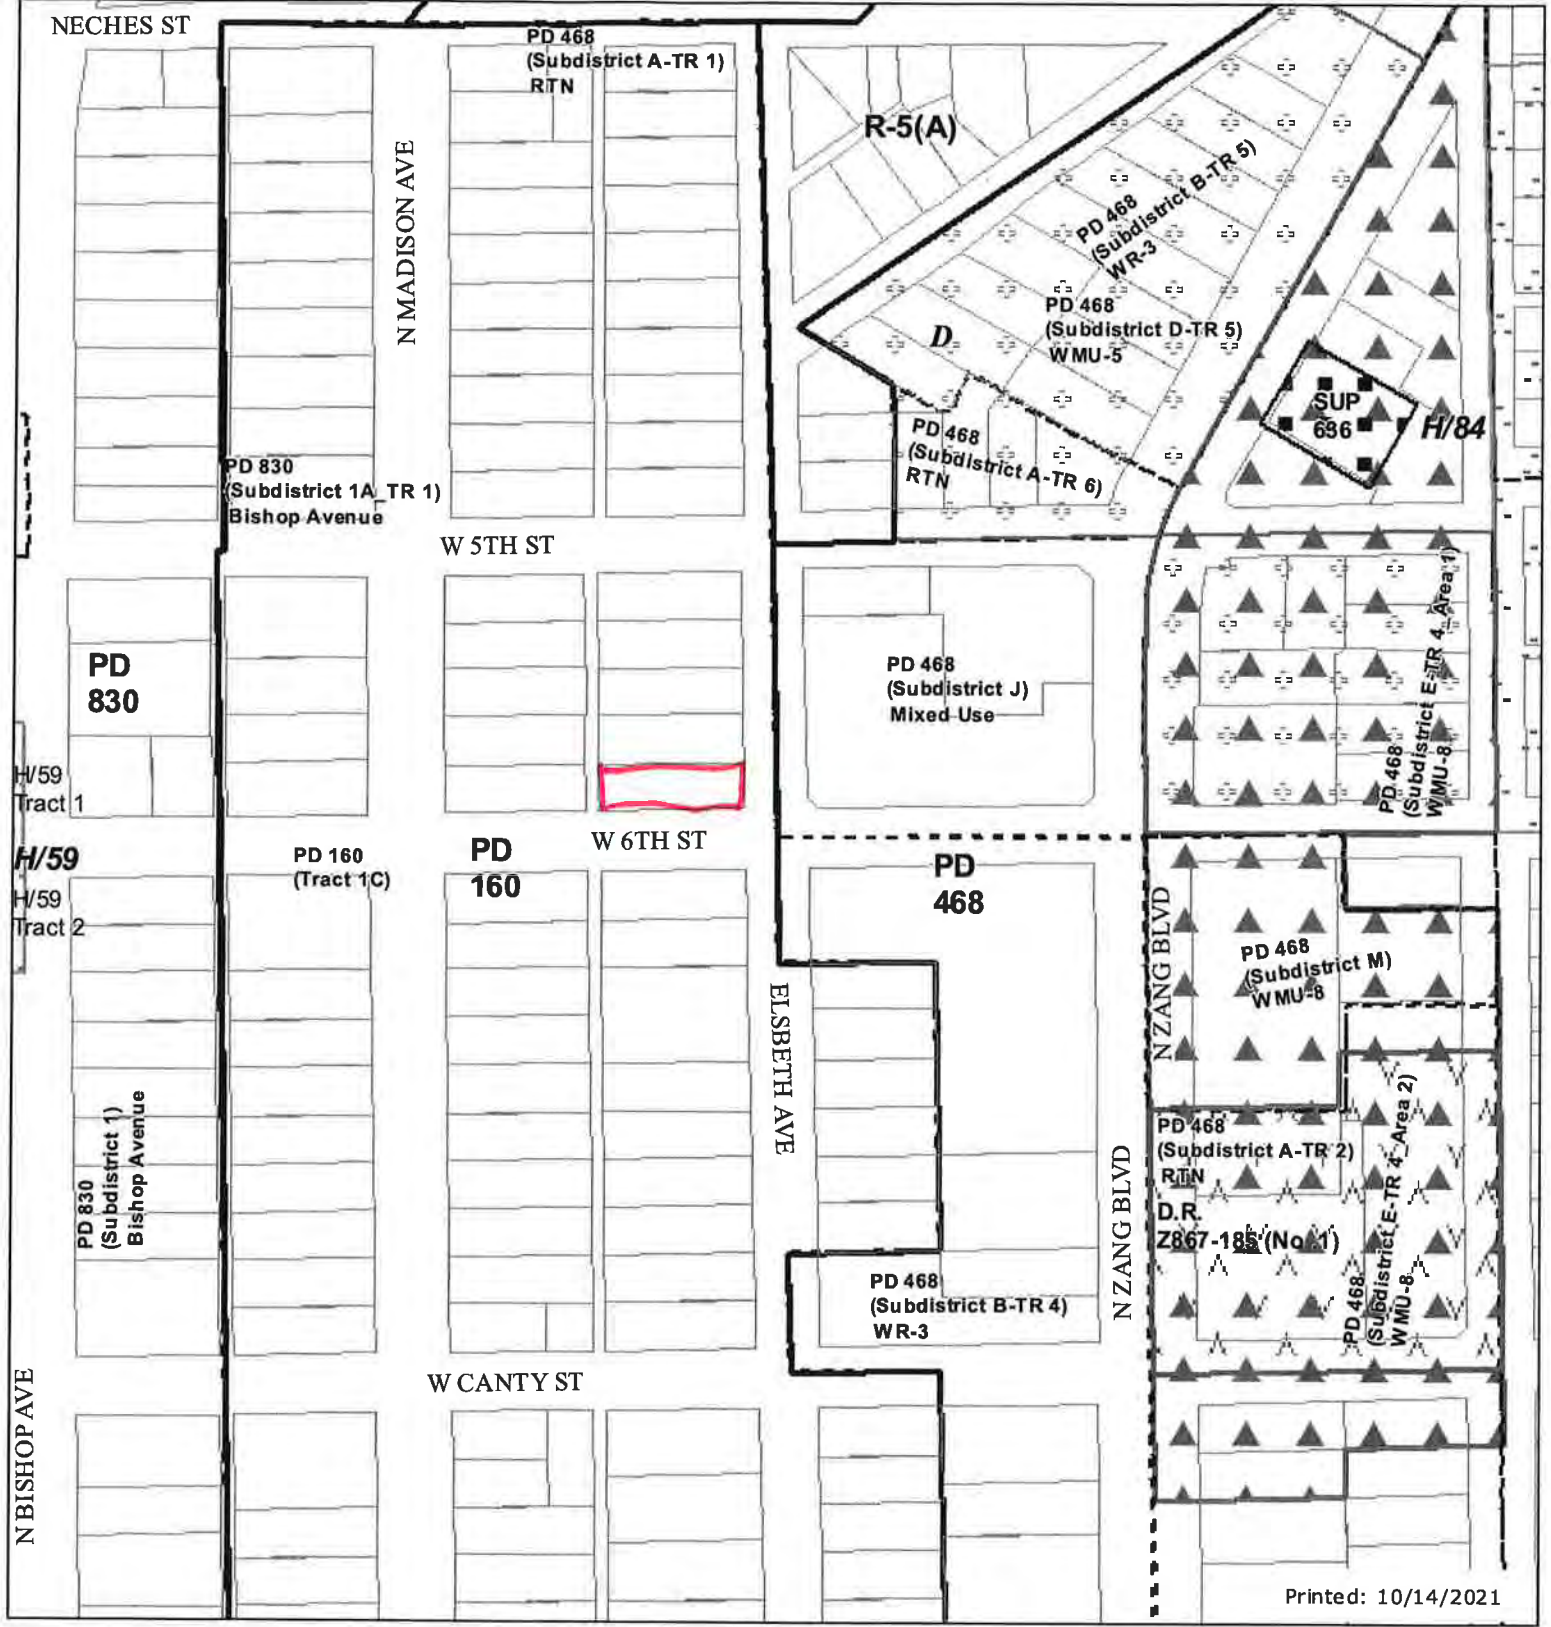 NECHES ST
PD 468
(Subdistrict A-TR 1)
RTN
R-5(A)
N MADISON AVE
PD 468
(Subdistrict B-TR 5)
WR-3
PD 468
(Subdistrict D-TR 5)
WMU-5
D
SUP
636
H/84
PD 468
(Subdistrict A-TR 6)
RTN
PD 830
(Subdistrict 1A_TR 1)
Bishop Avenue
W 5TH ST
PD
830
PD 468
(Subdistrict J)
Mixed Use
PD 468
(Subdistrict E-TR 4_Area 1)
WMU-8
H/59
Tract 1
W 6TH ST
H/59
PD 160
(Tract 1C)
PD
160
PD
468
H/59
Tract 2
N ZANG BLVD
PD 468
(Subdistrict M)
WMU-8
ELSBETH AVE
PD 830
(Subdistrict 1)
Bishop Avenue
PD 468
(Subdistrict A-TR 2)
RTN
D.R.
Z867-185 (No. 1)
PD 468
(Subdistrict E-TR 4_Area 2)
WMU-8
N ZANG BLVD
PD 468
(Subdistrict B-TR 4)
WR-3
W CANTY ST
N BISHOP AVE
Printed: 10/14/2021